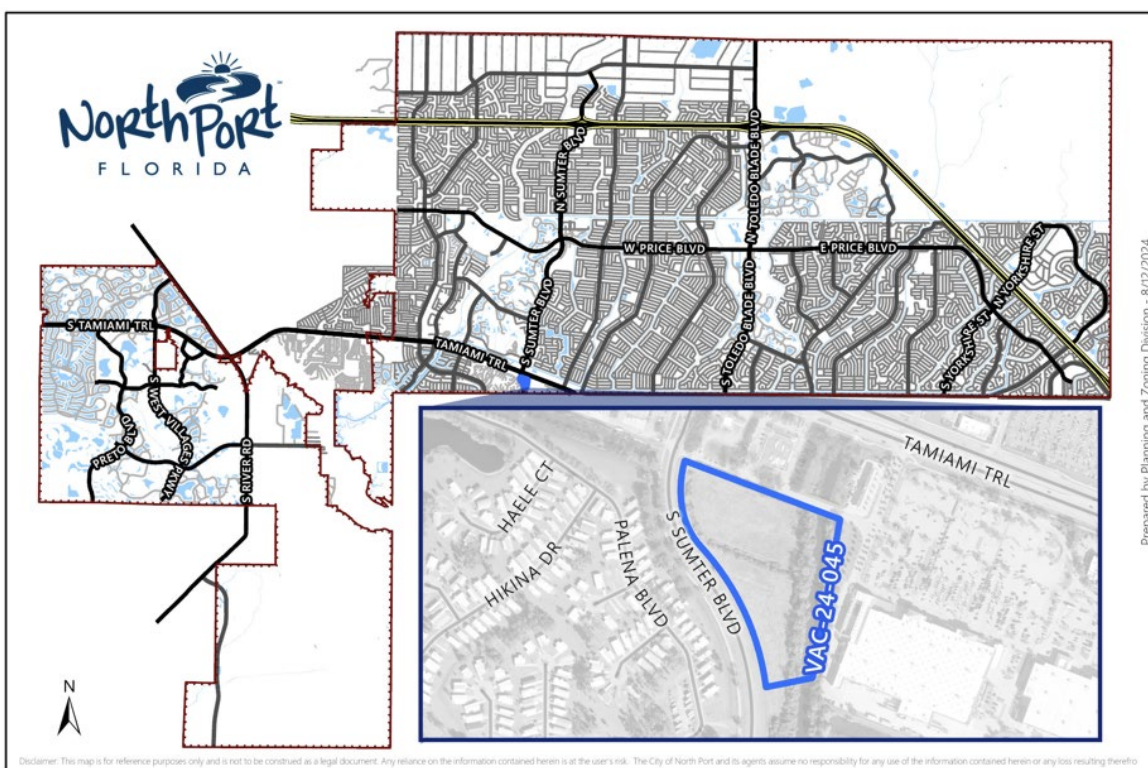 North Port
FLORIDA
N SUMTER BLVD
N TOLEDO BLADE BLVD
W PRICE BLVD
E PRICE BLVD
N YORKSHIRE ST
S YORKSHIRE ST
S SUMTER BLVD
S TOLEDO BLADE BLVD
TAMIAMI TRL
S TAMIAMI TRL
S WEST VILLAGES PKWY
PRETO BLVD
S RIVER RD
N
TAMIAMI TRL
HAELE CT
HIKINA DR
PALENA BLVD
S SUMTER BLVD
VAC-24-045
Prepared by Planning and Zoning Division - 8/12/2024
Disclaimer: This map is for reference purposes only and is not to be construed as a legal document. Any reliance on the information contained herein is at the user's risk. The City of North Port and its agents assume no responsibility for any use of the information contained herein or any loss resulting therefro